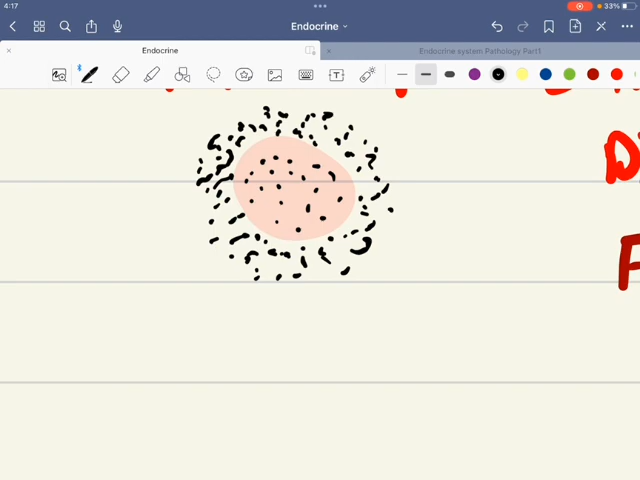 4:17
33%
Endocrine
Endocrine
Endocrine system Pathology Part1
T
D
F